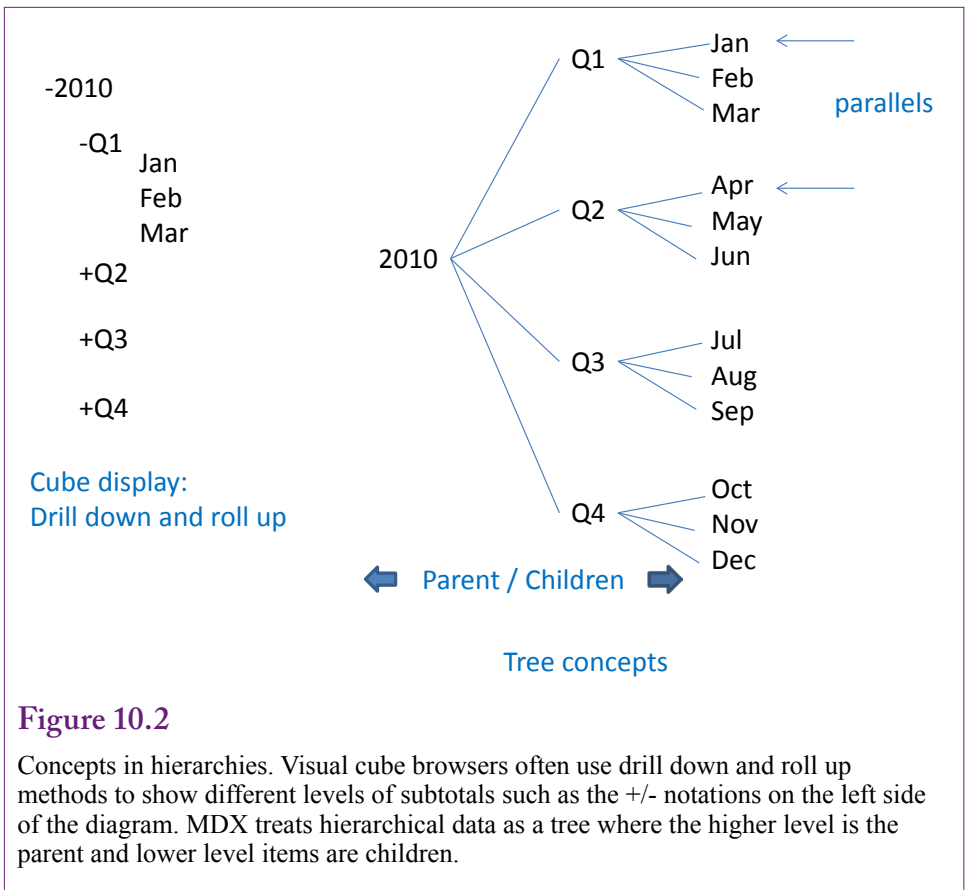 -2010
-Q1
Jan
Feb
Mar
+Q2
+Q3
+Q4
Cube display:
Drill down and roll up
2010
Q1
Jan
Feb
Mar
parallels
Q2
Apr
May
Jun
Q3
Jul
Aug
Sep
Q4
Oct
Nov
Dec
Parent / Children
Tree concepts
Figure 10.2
Concepts in hierarchies. Visual cube browsers often use drill down and roll up
methods to show different levels of subtotals such as the +/- notations on the left side
of the diagram. MDX treats hierarchical data as a tree where the higher level is the
parent and lower level items are children.